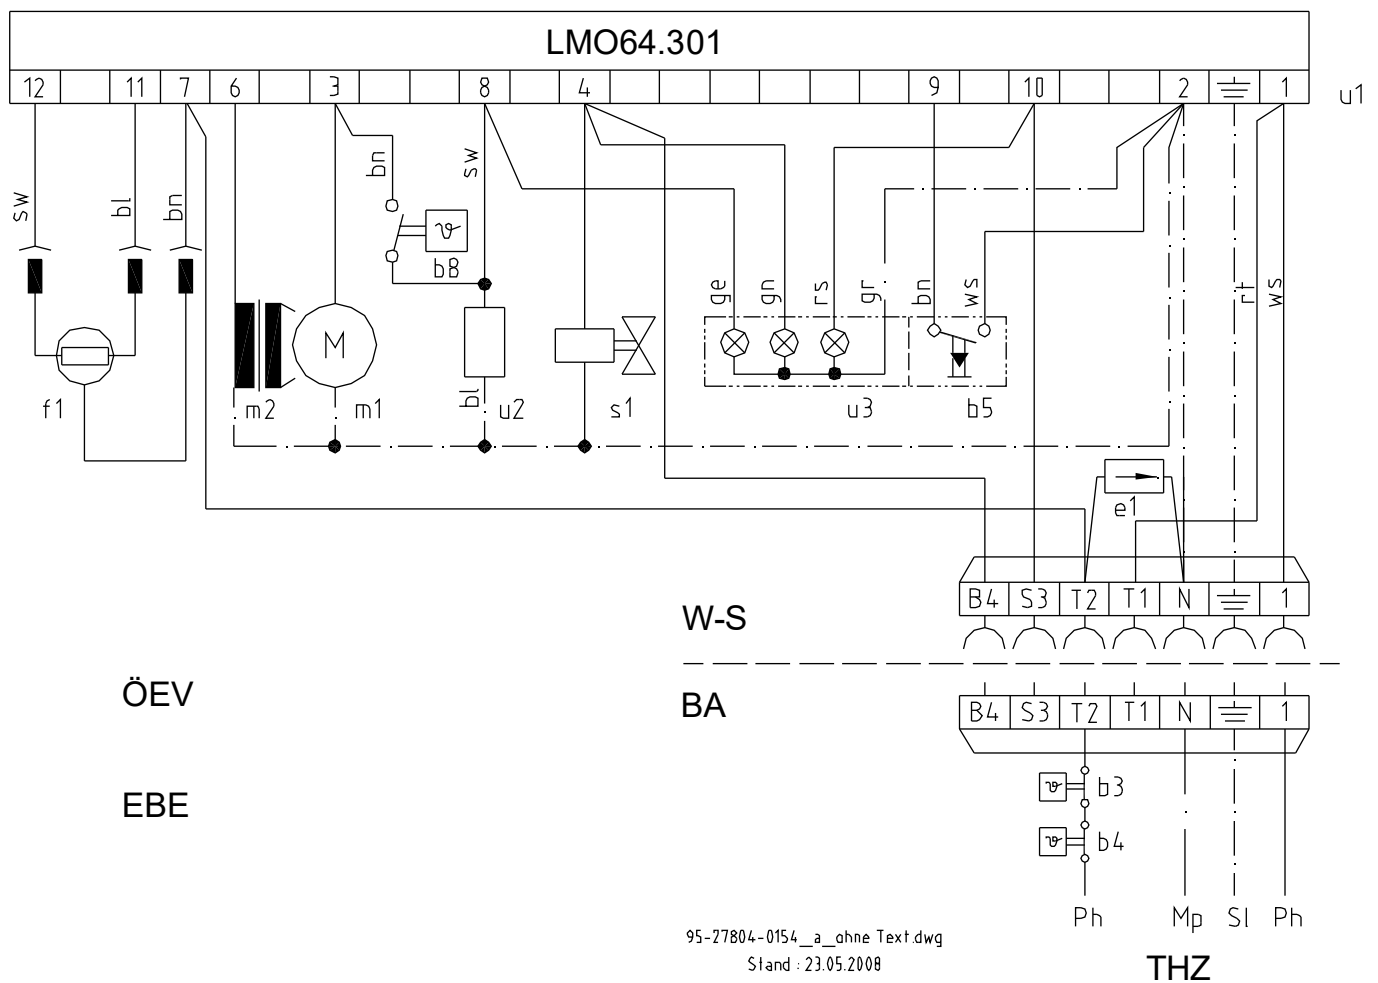 LMO64.301
12 11 7 6 3 8 4 9 10 2 1 u1
sw bl bn bn sw
ϑ
b8
ge gn rs gr bn ws rt ws
M
f1 m2 m1 bl u2 s1 u3 b5
e1
B4 S3 T2 T1 N 1
W-S
ÖEV
BA
B4 S3 T2 T1 N 1
ϑ b3
EBE
ϑ b4
Ph Mp Sl Ph
95-27804-0154_a_ohne Text.dwg
Stand : 23.05.2008
THZ